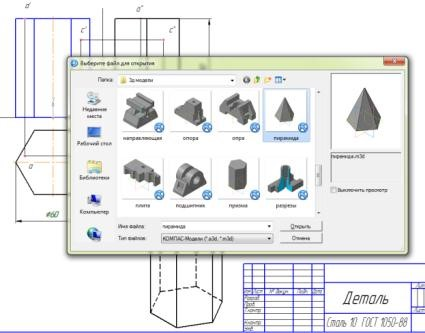 a'
a"
c'
c"
Выберите файл для открытия
Папка:
3д модели
Недавние места
Рабочий стол
Библиотеки
Компьютер
направляющая
опора
опра
пирамида
плита
подшипник
призма
разрезы
пирамида.m3d
Выключить просмотр
Имя файла:
пирамида
Открыть
Тип файлов:
КОМПАС-Модели (*.a3d, *.m3d)
Отмена
a
ø60
Изм Лист № докум. Подп. Дата
Разраб.
Пров.
Т.контр.
Н.контр.
Утв.
Деталь
Сталь 10 ГОСТ 1050-88